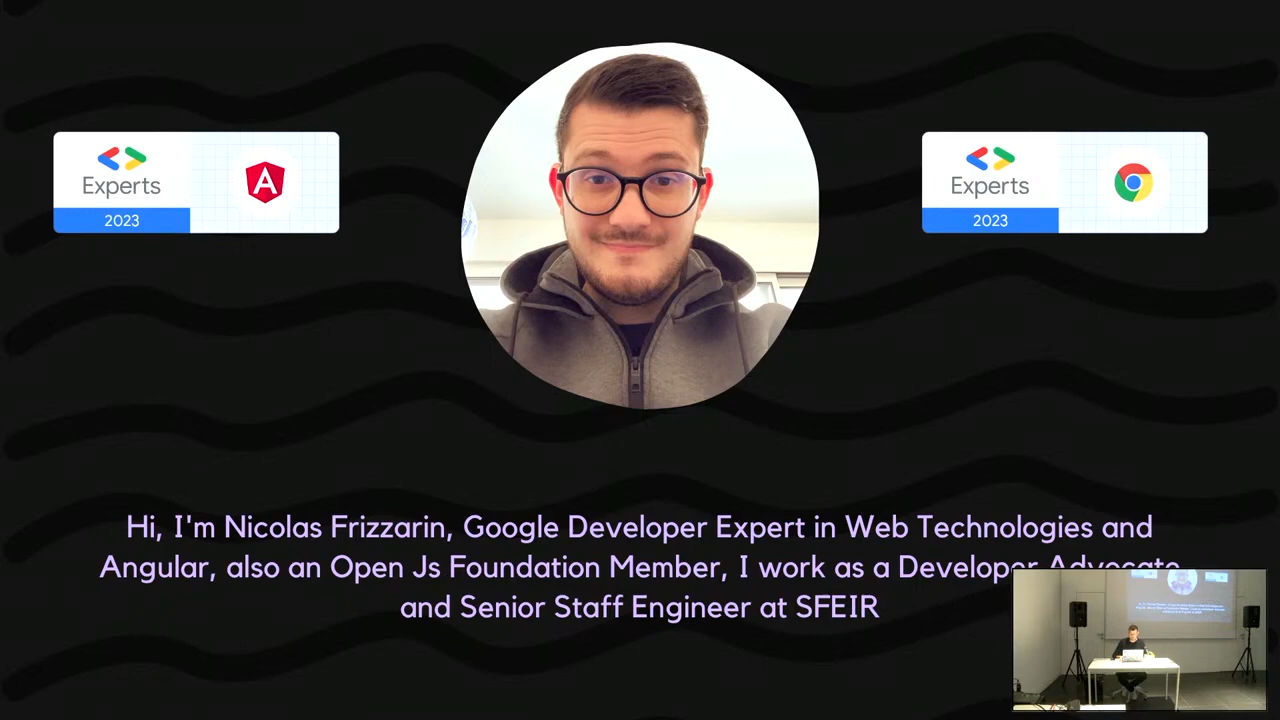 Experts
2023
Experts
2023
Hi, I'm Nicolas Frizzarin, Google Developer Expert in Web Technologies and
Angular, also an Open Js Foundation Member, I work as a Developer Advocate
and Senior Staff Engineer at SFEIR